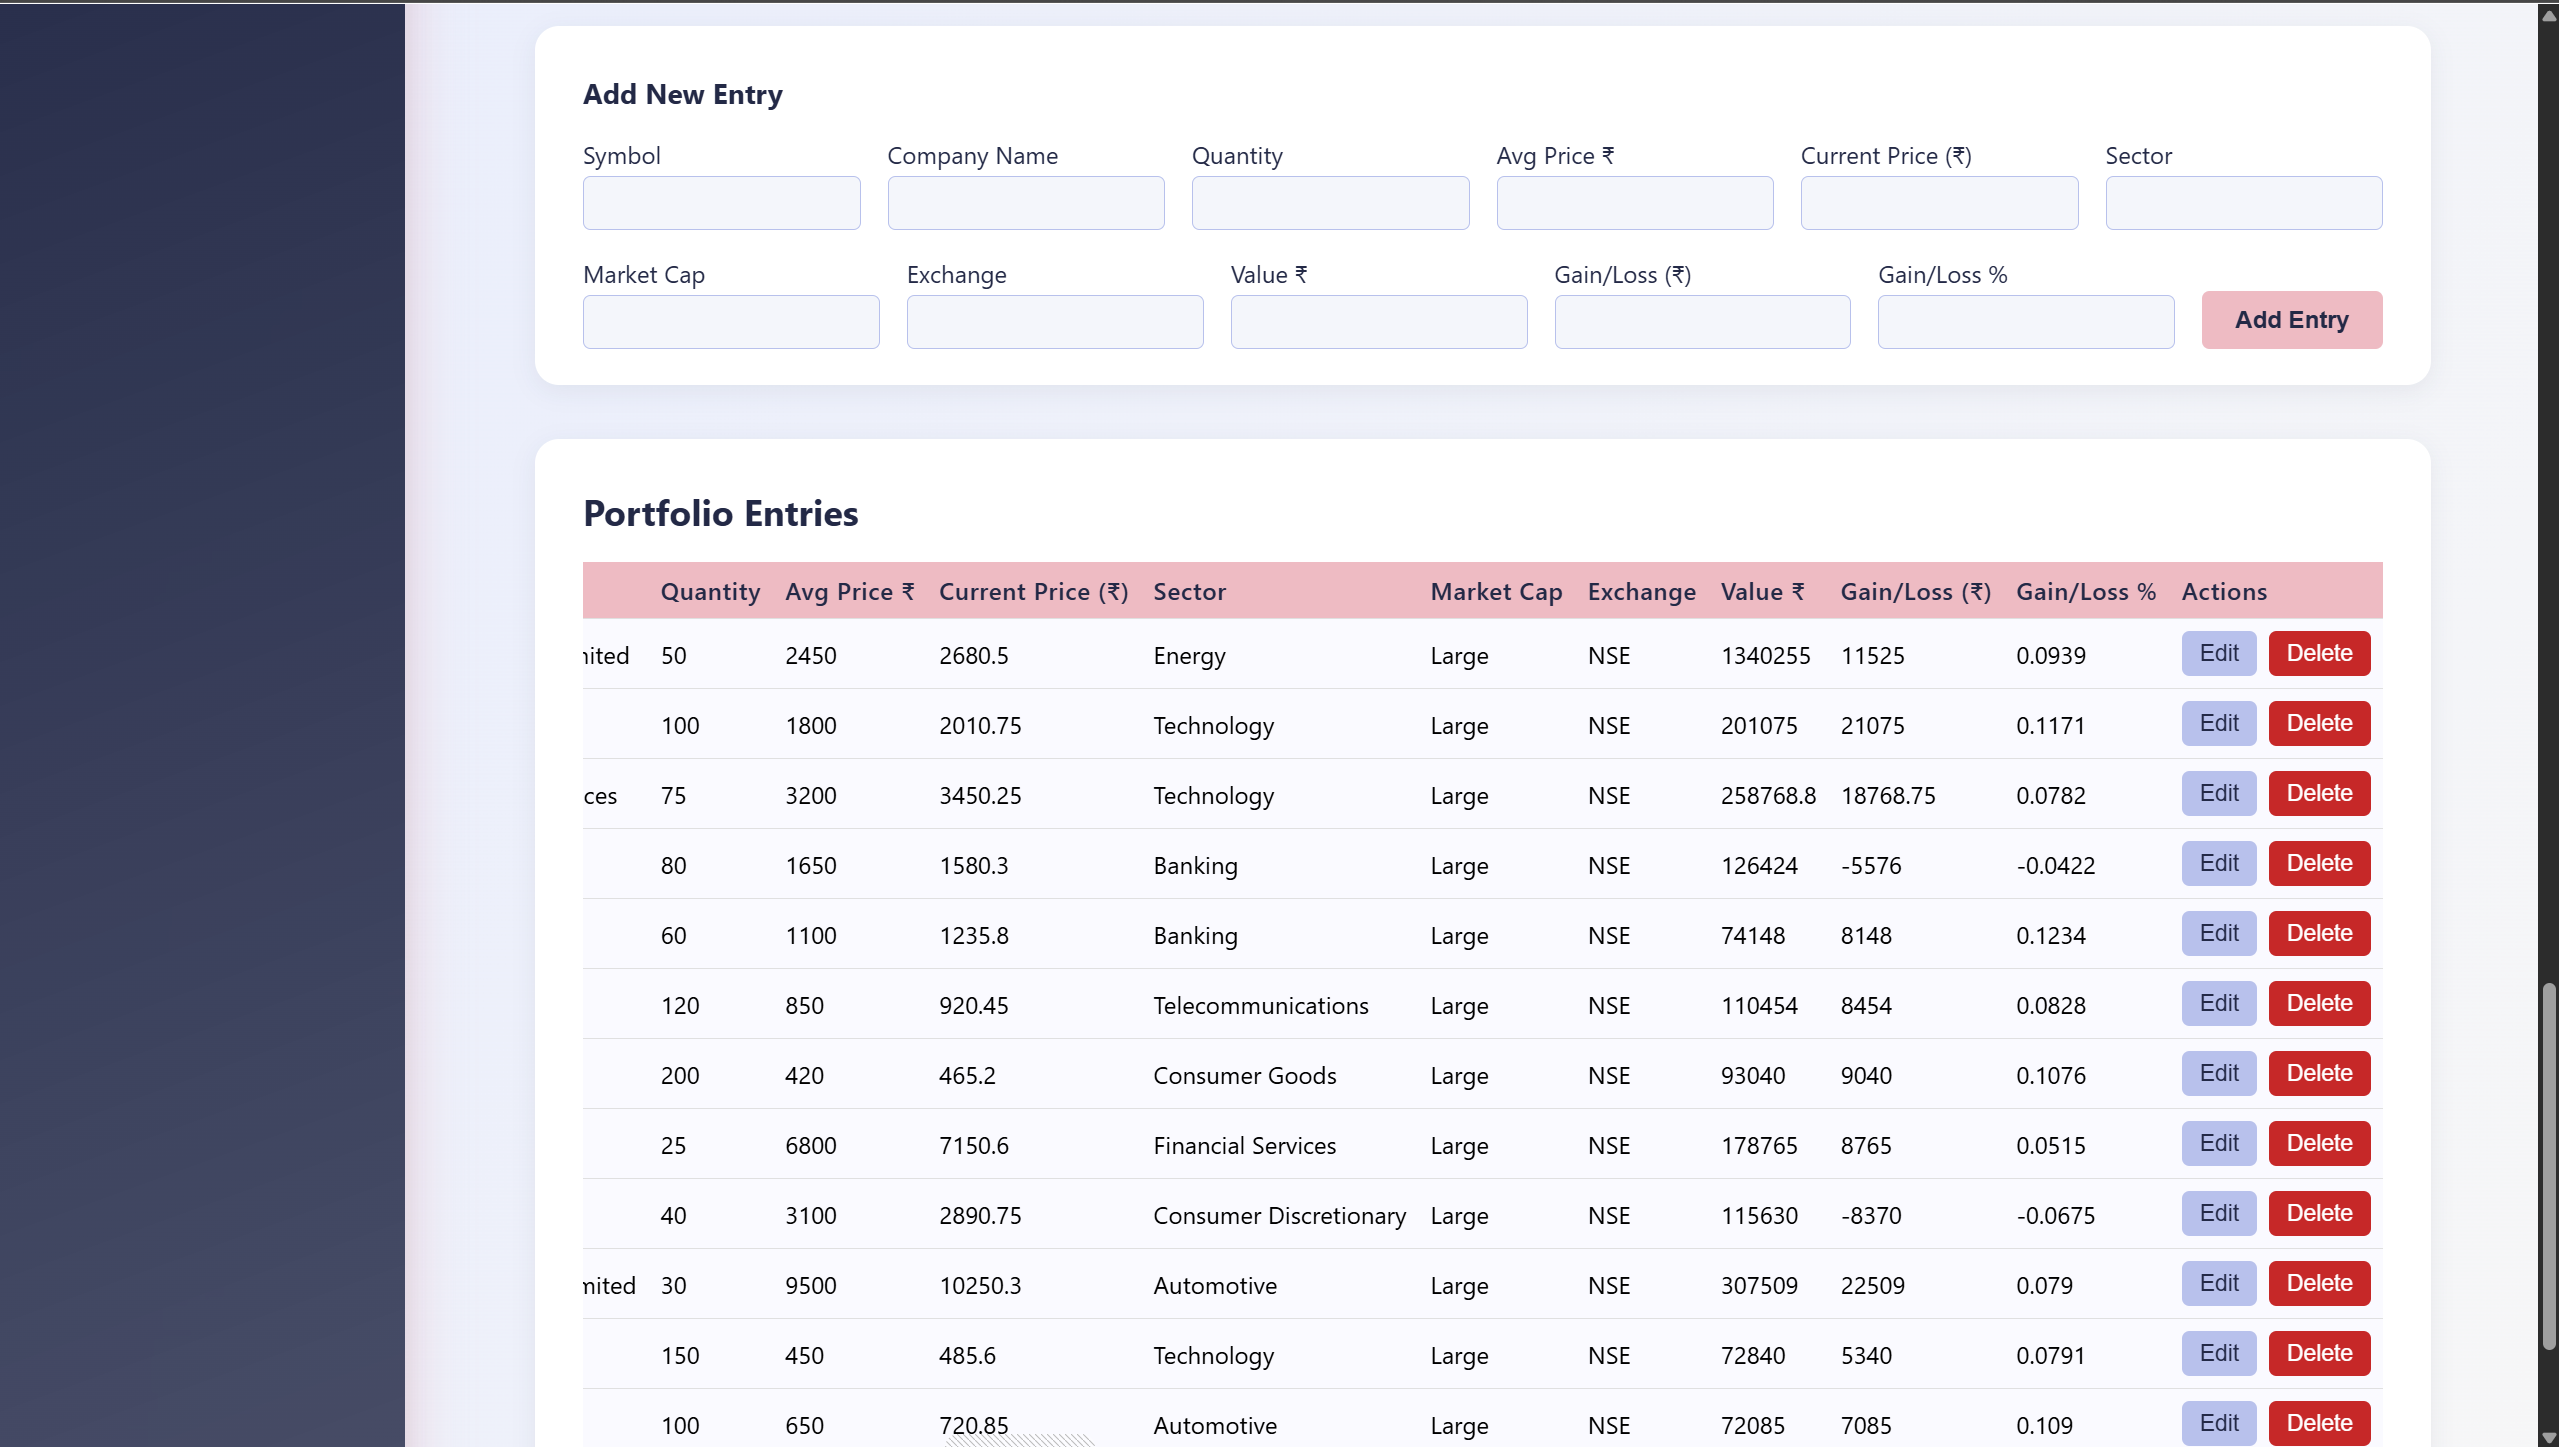 Add New Entry
Symbol Company Name Quantity Avg Price ₹ Current Price (₹) Sector
Market Cap Exchange Value ₹ Gain/Loss (₹) Gain/Loss %
Add Entry
Portfolio Entries
Quantity Avg Price ₹ Current Price (₹) Sector Market Cap Exchange Value ₹ Gain/Loss (₹) Gain/Loss % Actions
50 2450 2680.5 Energy Large NSE 1340255 11525 0.0939 Edit Delete
100 1800 2010.75 Technology Large NSE 201075 21075 0.1171 Edit Delete
ces 75 3200 3450.25 Technology Large NSE 258768.8 18768.75 0.0782 Edit Delete
80 1650 1580.3 Banking Large NSE 126424 -5576 -0.0422 Edit Delete
60 1100 1235.8 Banking Large NSE 74148 8148 0.1234 Edit Delete
120 850 920.45 Telecommunications Large NSE 110454 8454 0.0828 Edit Delete
200 420 465.2 Consumer Goods Large NSE 93040 9040 0.1076 Edit Delete
25 6800 7150.6 Financial Services Large NSE 178765 8765 0.0515 Edit Delete
40 3100 2890.75 Consumer Discretionary Large NSE 115630 -8370 -0.0675 Edit Delete
mited 30 9500 10250.3 Automotive Large NSE 307509 22509 0.079 Edit Delete
150 450 485.6 Technology Large NSE 72840 5340 0.0791 Edit Delete
100 650 720.85 Automotive Large NSE 72085 7085 0.109 Edit Delete